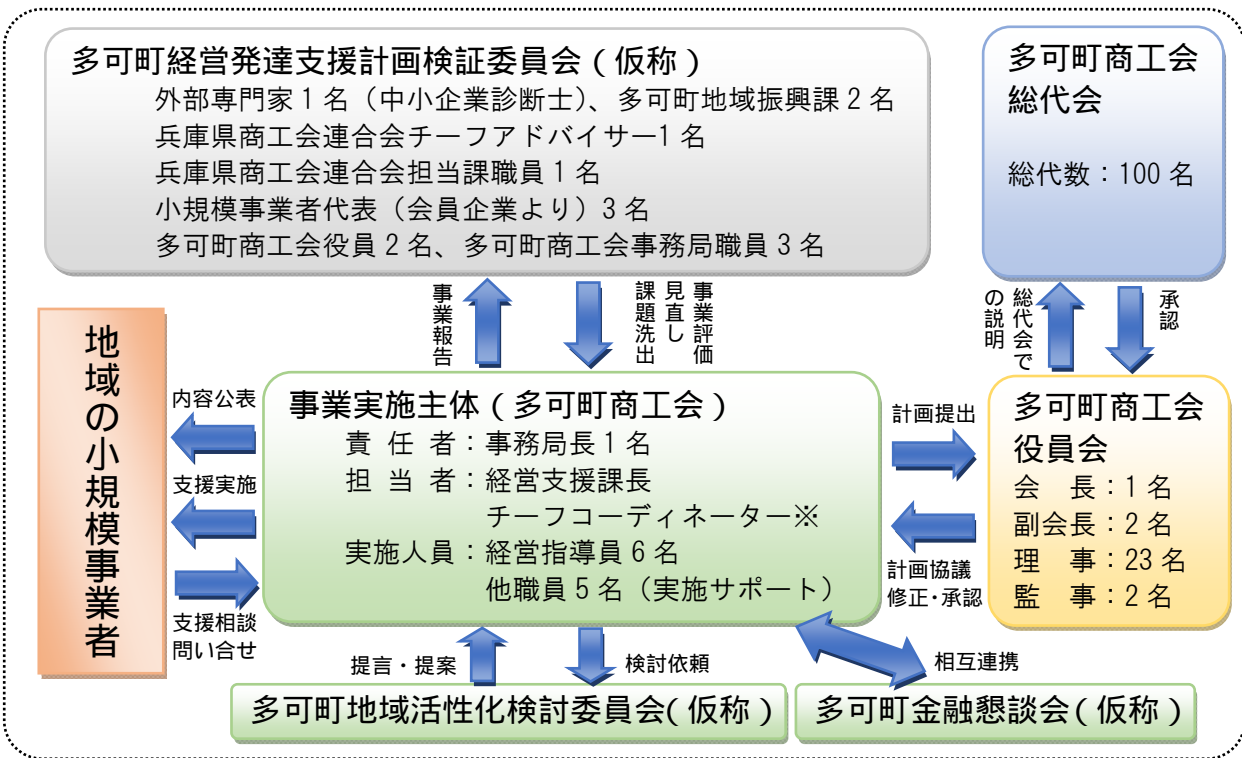 多可町経営発達支援計画検証委員会(仮称)
外部専門家1名(中小企業診断士)、多可町地域振興課2名
兵庫県商工会連合会チーフアドバイザー1名
兵庫県商工会連合会担当課職員1名
小規模事業者代表(会員企業より)3名
多可町商工会役員2名、多可町商工会事務局職員3名
多可町商工会
総代会
総代数:100名
事業報告
事業評価
見直し
課題洗出
総代会で
の説明
承認
地域の小規模事業者
内容公表
支援実施
支援相談
問い合せ
事業実施主体(多可町商工会)
責任者:事務局長1名
担当者:経営支援課長
チーフコーディネーター※
実施人員:経営指導員6名
他職員5名(実施サポート)
計画提出
計画協議
修正・承認
多可町商工会
役員会
会 長:1名
副会長:2名
理 事:23名
監 事:2名
提言・提案
検討依頼
相互連携
多可町地域活性化検討委員会(仮称)
多可町金融懇談会(仮称)